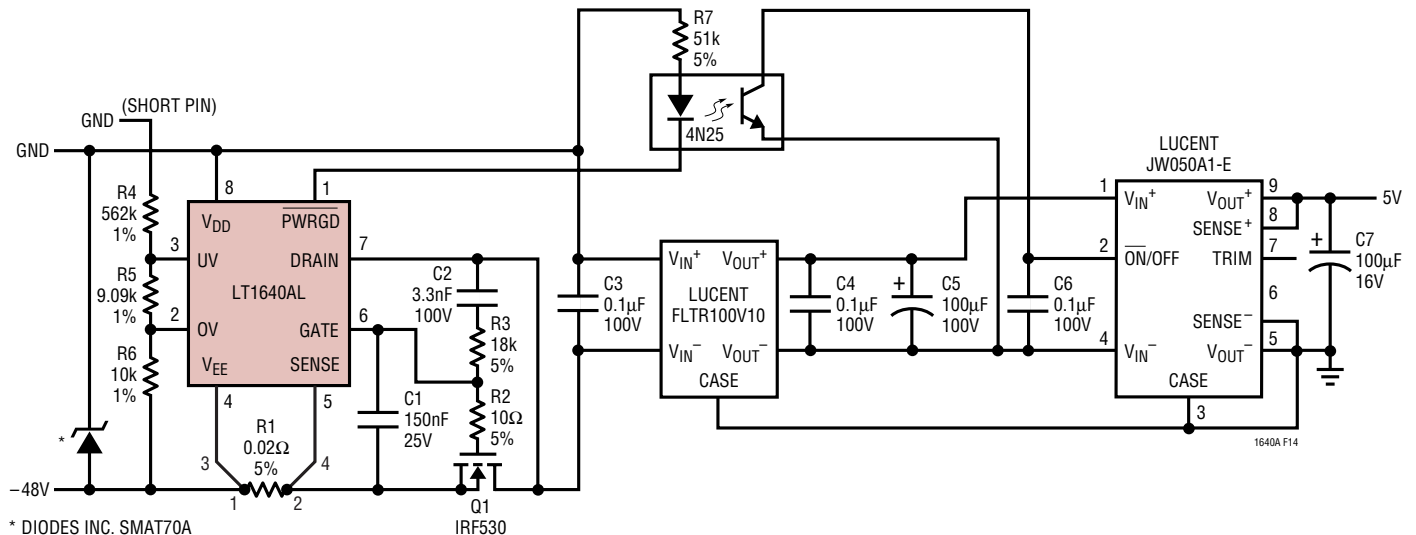 R7
51k
5%
(SHORT PIN)
GND
GND
4N25
LUCENT
JW050A1-E
R4
562k
1%
8
1
V_DD
PWRGD
3
UV
DRAIN
7
R5
9.09k
1%
LT1640AL
2
OV
GATE
6
R6
10k
1%
V_EE
SENSE
4
5
C2
3.3nF
100V
R3
18k
5%
R2
10Ω
5%
C1
150nF
25V
R1
0.02Ω
5%
3
4
1
2
*
–48V
Q1
IRF530
* DIODES INC. SMAT70A
C3
0.1µF
100V
V_IN+
V_OUT+
LUCENT
FLTR100V10
V_IN–
V_OUT–
CASE
C4
0.1µF
100V
+
C5
100µF
100V
C6
0.1µF
100V
1
V_IN+
V_OUT+
9
5V
SENSE+
8
2
ON/OFF
TRIM
7
6
SENSE–
4
V_IN–
V_OUT–
5
CASE
3
+
C7
100µF
16V
1640A F14